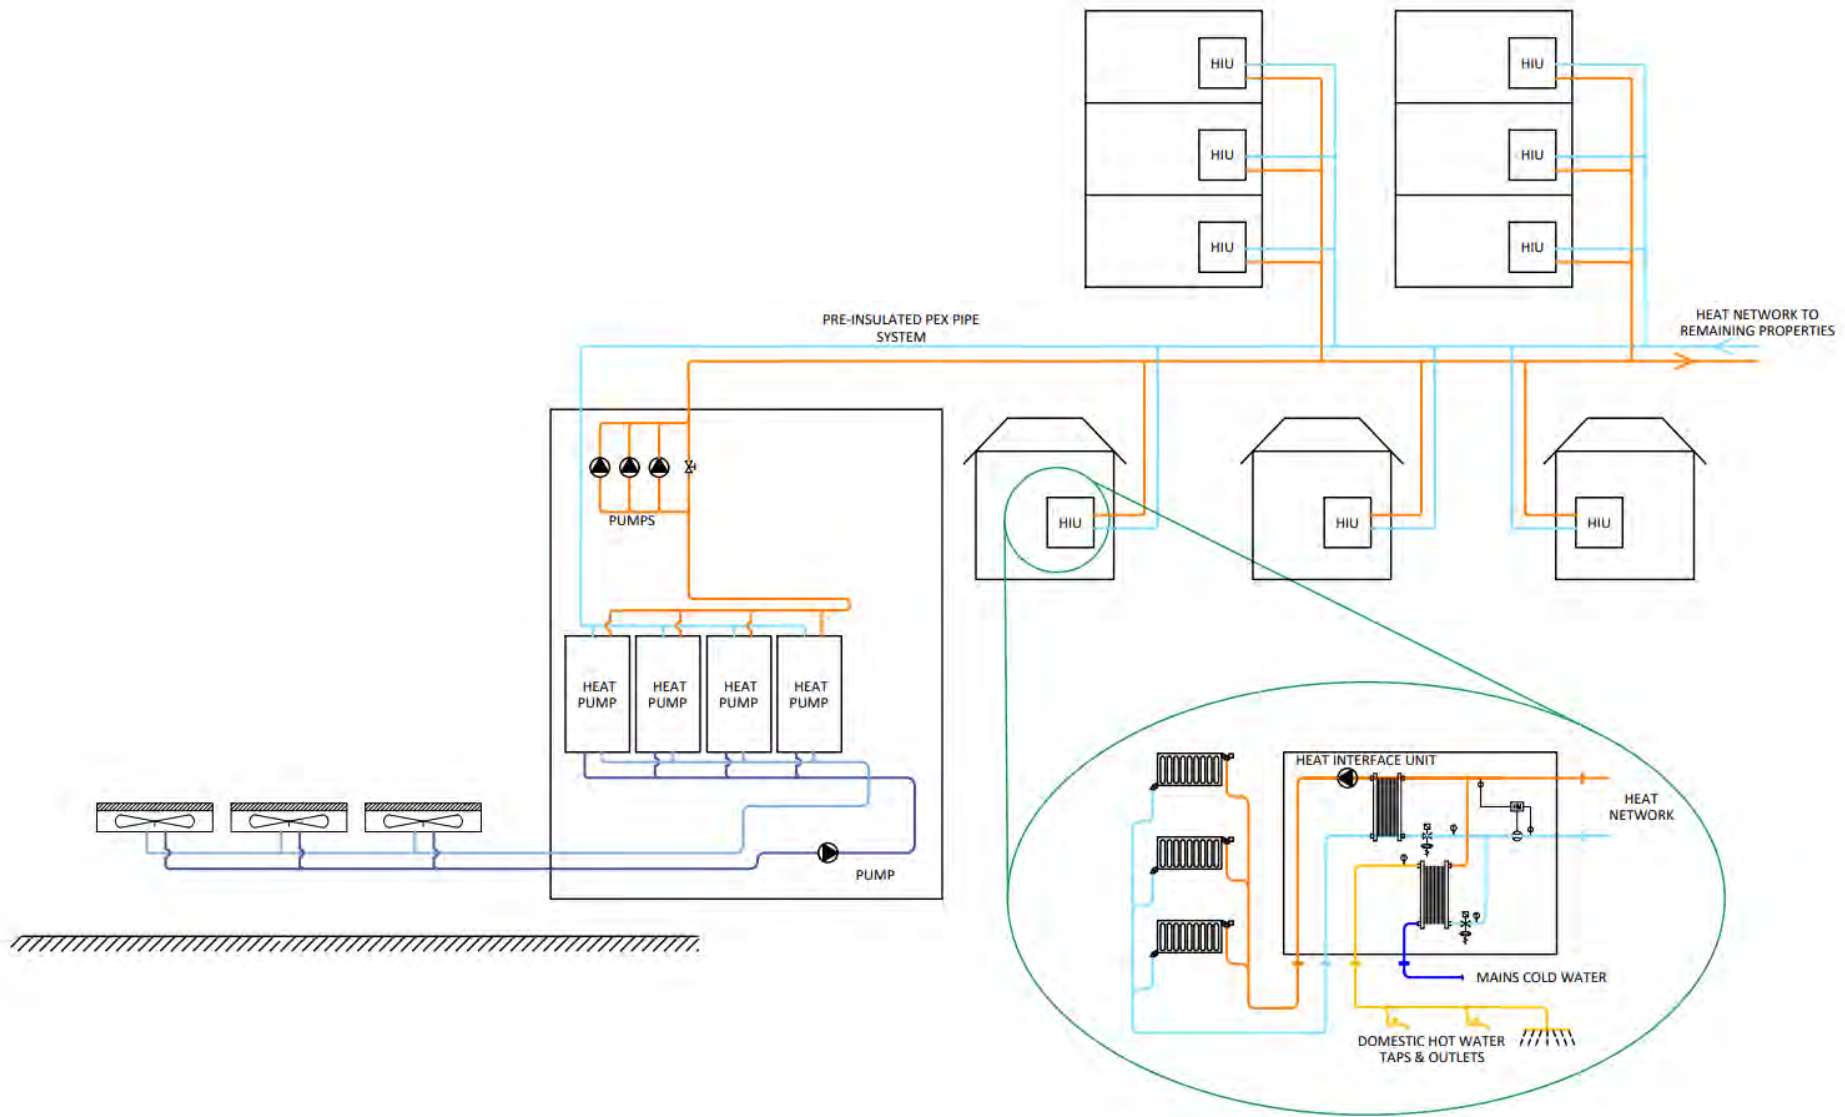 HIU
HIU
HIU
HIU
HIU
HIU
PRE-INSULATED PEX PIPE
SYSTEM
HEAT NETWORK TO
REMAINING PROPERTIES
PUMPS
HIU
HIU
HIU
HEAT
PUMP
HEAT
PUMP
HEAT
PUMP
HEAT
PUMP
PUMP
HEAT INTERFACE UNIT
HEAT
NETWORK
MAINS COLD WATER
DOMESTIC HOT WATER
TAPS & OUTLETS